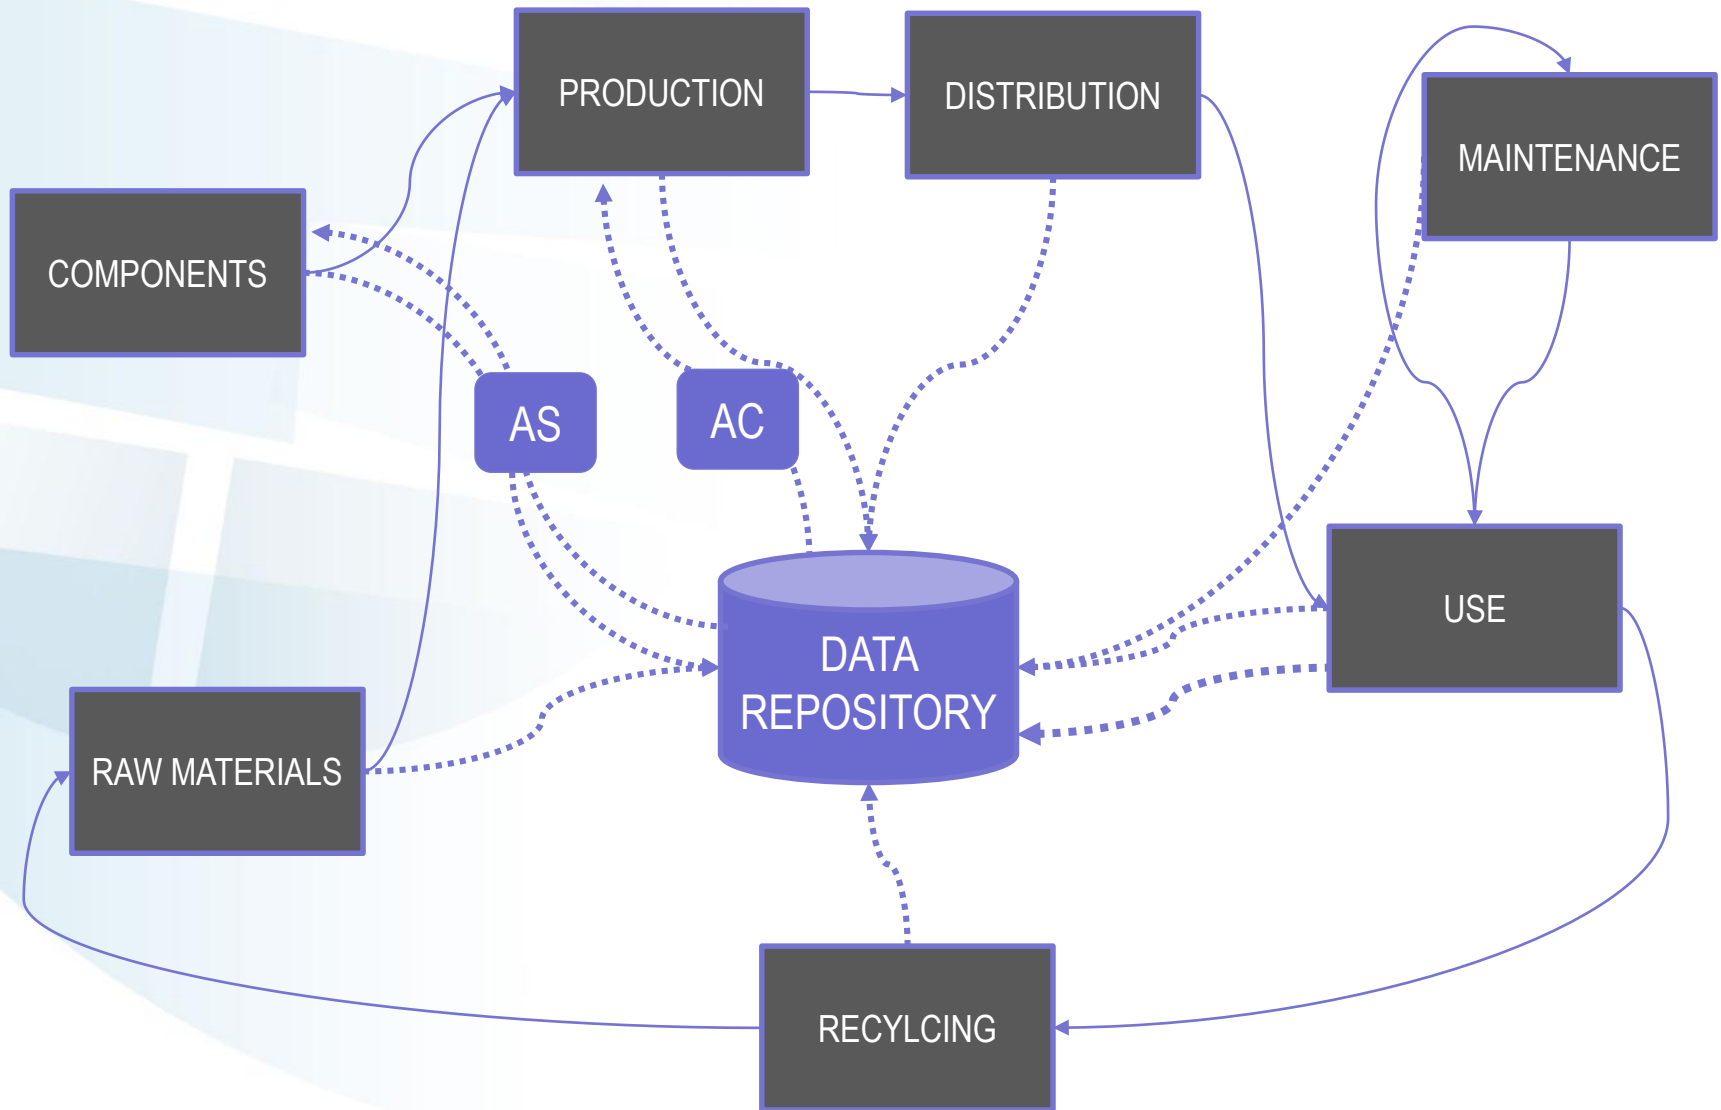 PRODUCTION
DISTRIBUTION
MAINTENANCE
COMPONENTS
AS
AC
USE
DATA
REPOSITORY
RAW MATERIALS
RECYLCING